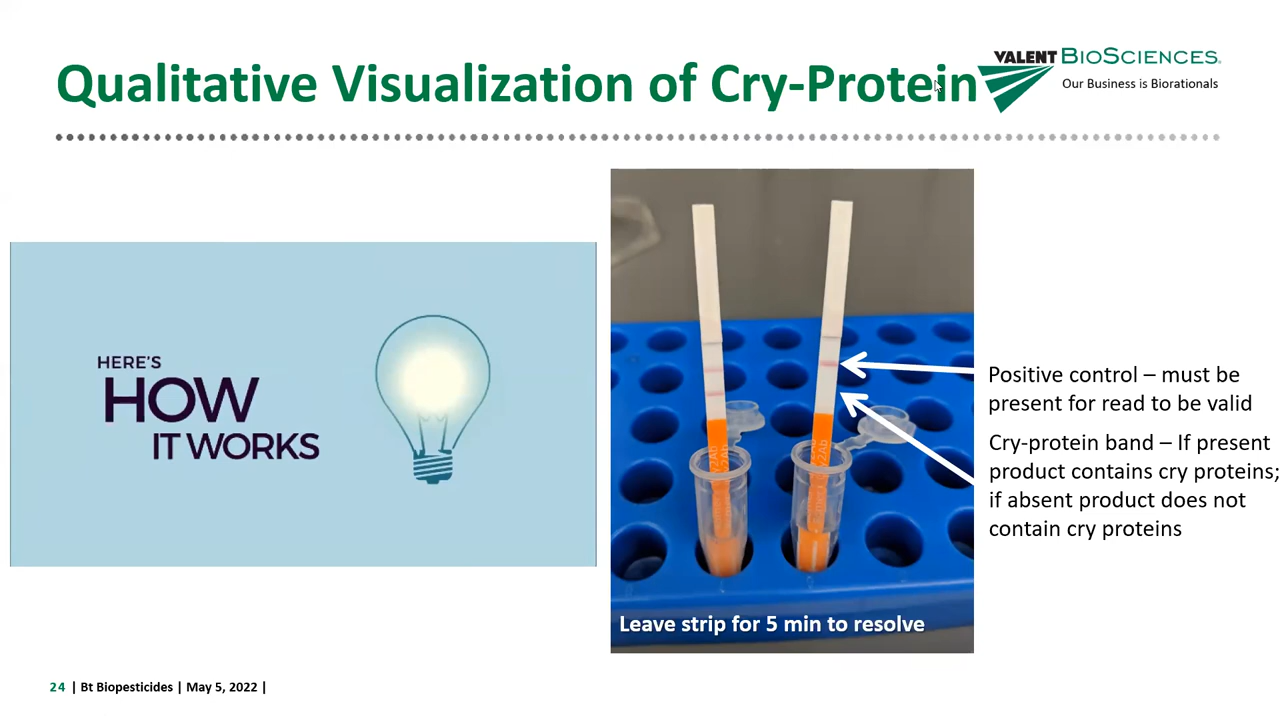 Qualitative Visualization of Cry-Protein
VALENT BIOSCIENCES®
Our Business is Biorationals
HERE'S
HOW
IT WORKS
Positive control – must be
present for read to be valid
Cry-protein band – If present
product contains cry proteins;
if absent product does not
contain cry proteins
Leave strip for 5 min to resolve
24 | Bt Biopesticides | May 5, 2022 |